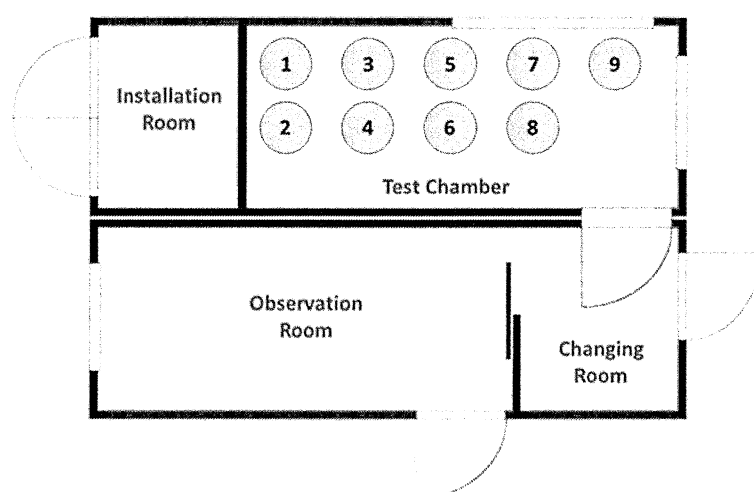 Installation
Room
1 3 5 7 9
2 4 6 8
Test Chamber
Observation
Room
Changing
Room